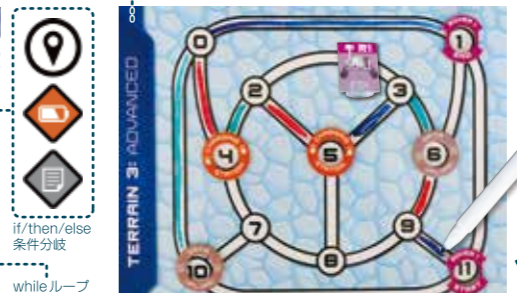 if/then/else
条件分岐
whileループ
TERRAIN 3: ADVANCED
0
1
2
R1
3
4
5
6
7
8
9
10
11